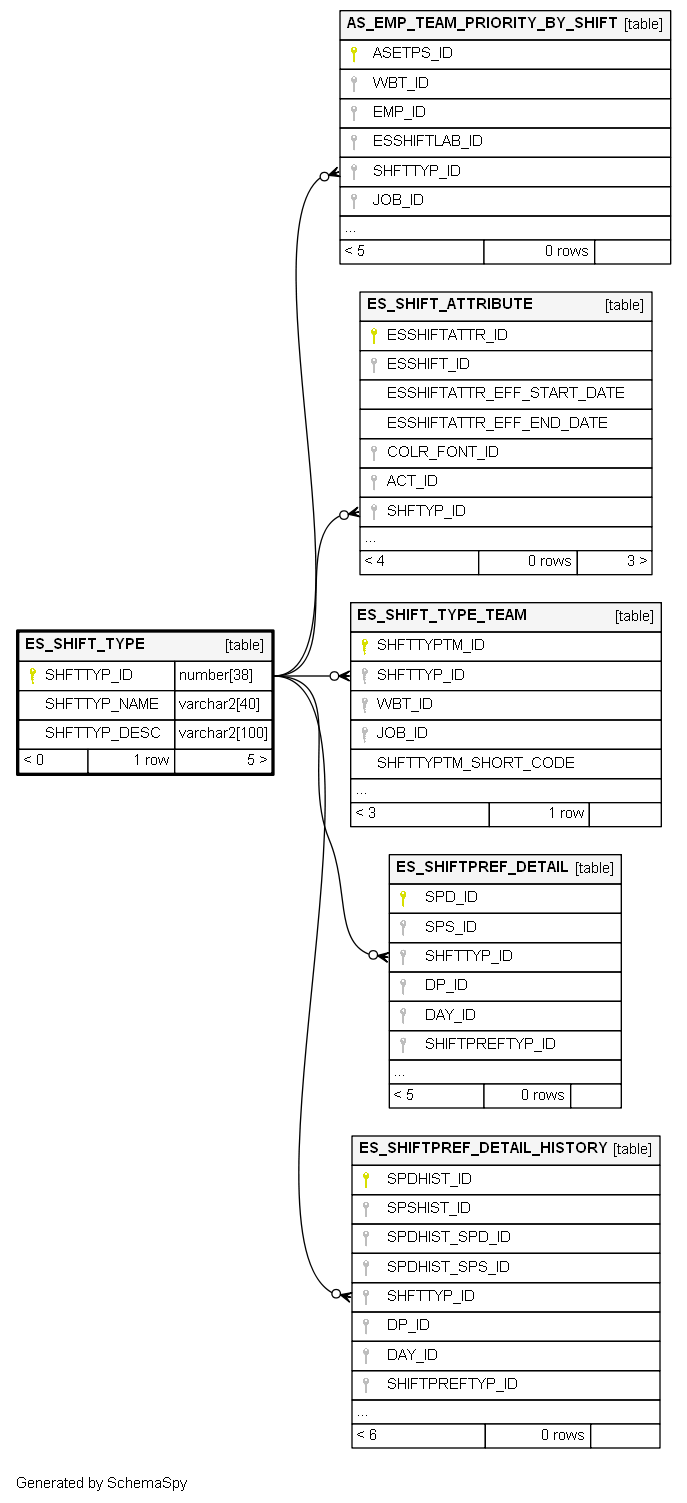 AS_EMP_TEAM_PRIORITY_BY_SHIFT [table]
ASETPS_ID
WBT_ID
EMP_ID
ESSHIFTLAB_ID
SHFTTYP_ID
JOB_ID
...
< 5 0 rows
ES_SHIFT_ATTRIBUTE [table]
ESSHIFTATTR_ID
ESSHIFT_ID
ESSHIFTATTR_EFF_START_DATE
ESSHIFTATTR_EFF_END_DATE
COLR_FONT_ID
ACT_ID
SHFTYP_ID
...
< 4 0 rows 3 >
ES_SHIFT_TYPE [table]
SHFTTYP_ID number[38]
SHFTTYP_NAME varchar2[40]
SHFTTYP_DESC varchar2[100]
< 0 1 row 5 >
ES_SHIFT_TYPE_TEAM [table]
SHFTTYPTM_ID
SHFTTYP_ID
WBT_ID
JOB_ID
SHFTTYPTM_SHORT_CODE
...
< 3 1 row
ES_SHIFTPREF_DETAIL [table]
SPD_ID
SPS_ID
SHFTTYP_ID
DP_ID
DAY_ID
SHIFTPREFTYP_ID
...
< 5 0 rows
ES_SHIFTPREF_DETAIL_HISTORY [table]
SPDHIST_ID
SPSHIST_ID
SPDHIST_SPD_ID
SPDHIST_SPS_ID
SHFTTYP_ID
DP_ID
DAY_ID
SHIFTPREFTYP_ID
...
< 6 0 rows
Generated by SchemaSpy